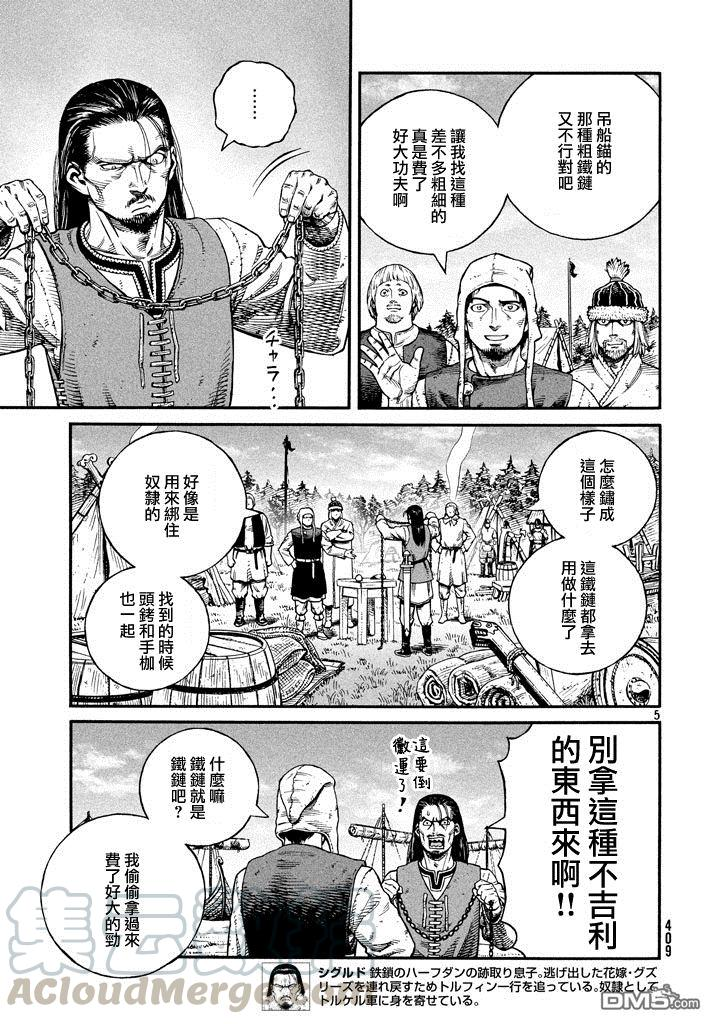 吊船錨的
那種粗鐵鏈
又不行對吧
讓我找這種
差不多粗細的
真是費了
好大功夫啊
……
チャラ…
怎麼鏽成
這個樣子
這鐵鏈都拿去
用做什麼了
好像是
用來綁住
奴隸的
找到的時候
頭銬和手枷
也一起
5
別拿這種不吉利
的東西來啊!!
這要倒
黴運了!
什麼嘛
鐵鏈就是
鐵鏈吧?
我偷偷拿過來
費了好大的勁
409
シグルド 鉄鎖のハーフダンの跡取り息子。逃げ出した花嫁・グズ
リーズを連れ戻すためトルフィン一行を追っている。奴隷として
トルケル軍に身を寄せている。
集云动漫
AcloudMerge.com
DM5.com